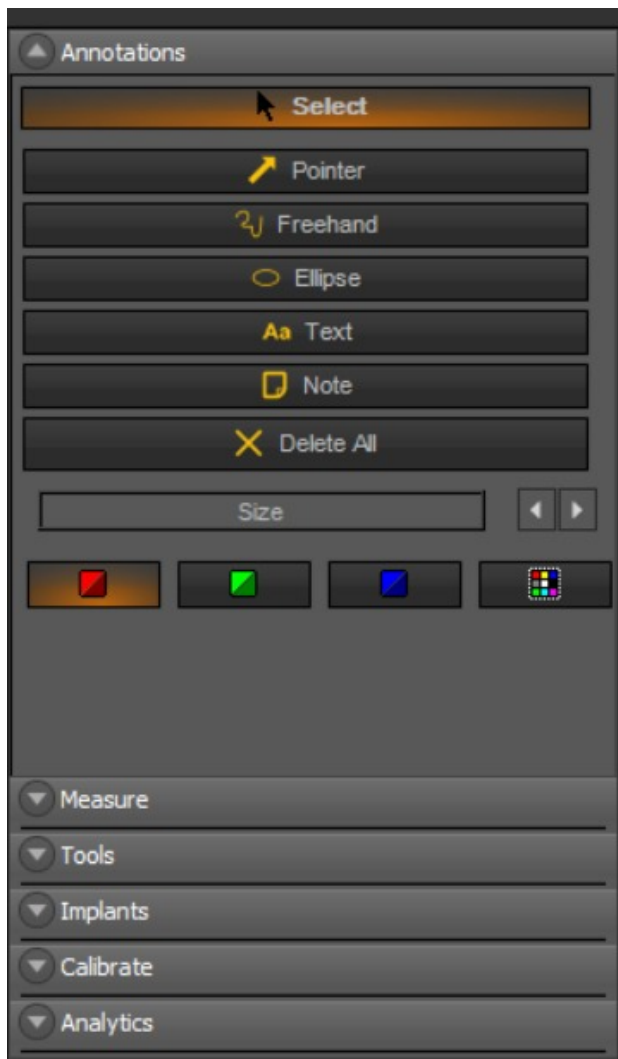 Annotations
Select
Pointer
Freehand
Ellipse
Aa Text
Note
Delete All
Size
Measure
Tools
Implants
Calibrate
Analytics